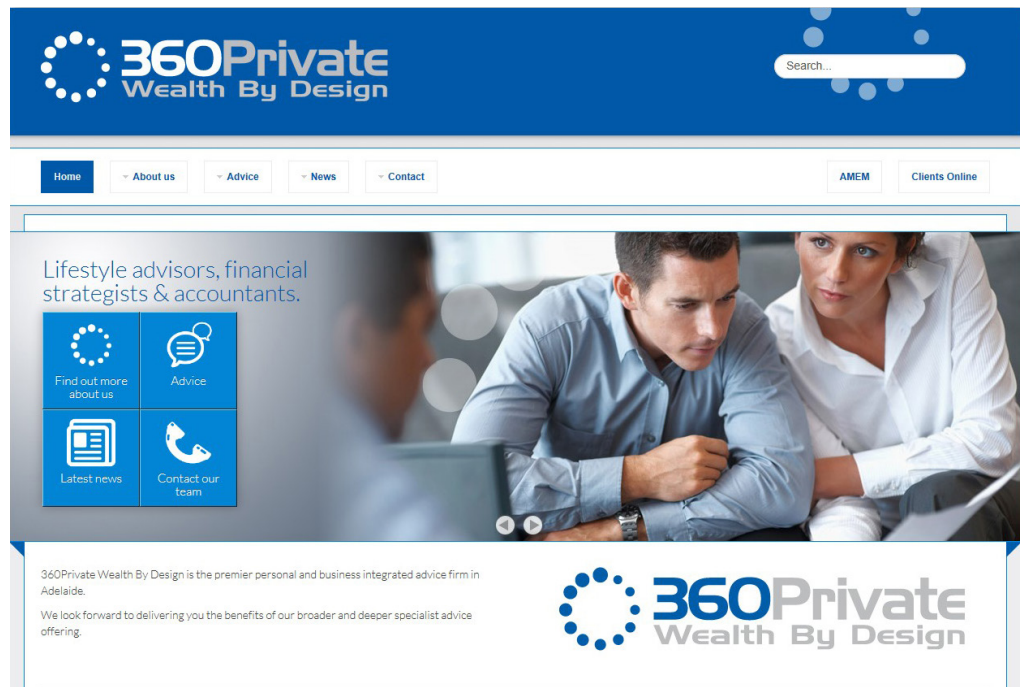 360Private
Wealth By Design
Search...
Home
About us
Advice
News
Contact
AMEM
Clients Online
Lifestyle advisors, financial
strategists & accountants.
Find out more
about us
Advice
Latest news
Contact our
team
360Private Wealth By Design is the premier personal and business integrated advice firm in
Adelaide.
We look forward to delivering you the benefits of our broader and deeper specialist advice
offering.
360Private
Wealth By Design